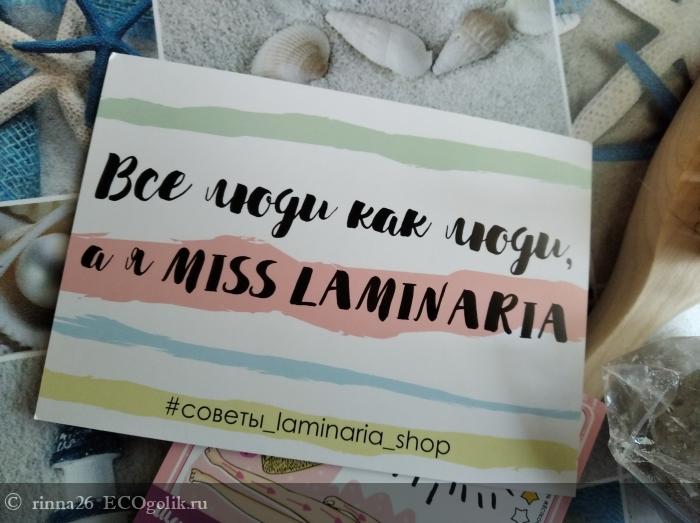 Все люди как люди,
а я MISS LAMINARIA
#советы_laminaria_shop
© rinna26 ECOgolik.ru